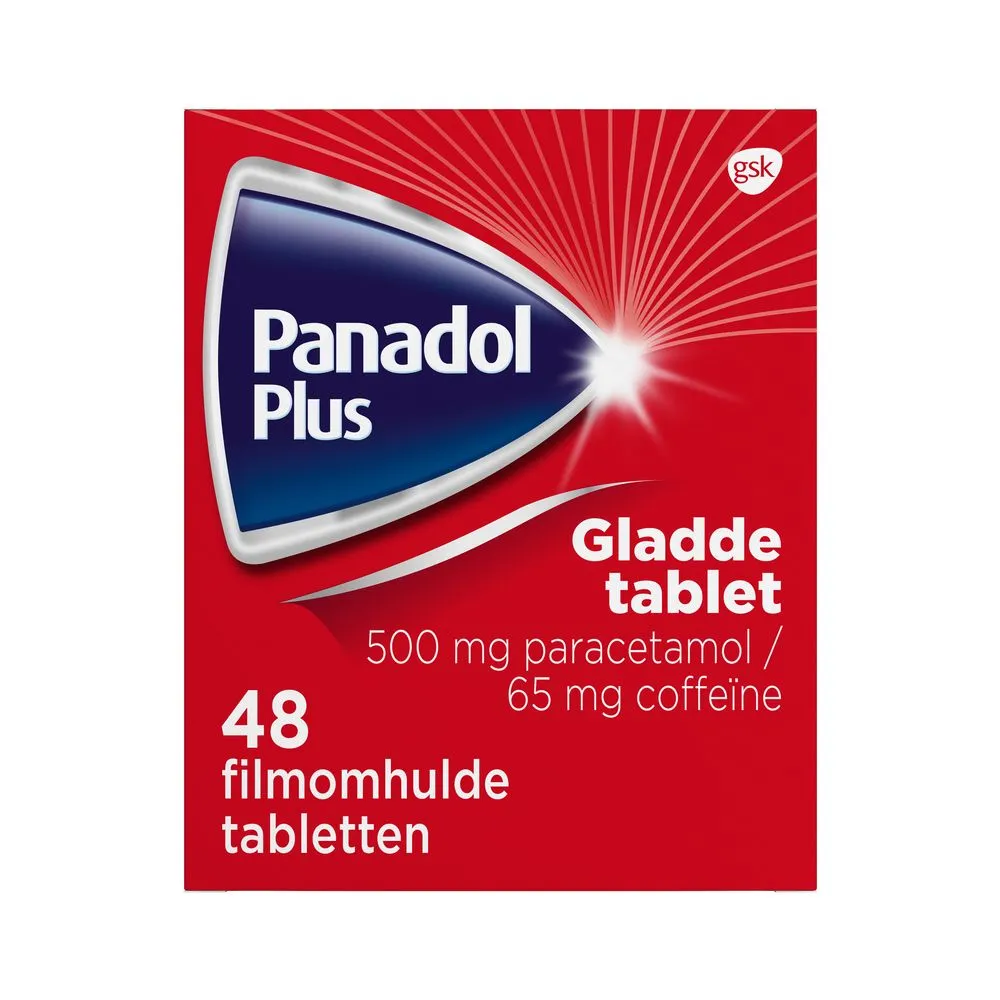 gsk
Panadol
Plus
Gladde
tablet
500 mg paracetamol /
65 mg coffeïne
48
filmomhulde
tabletten